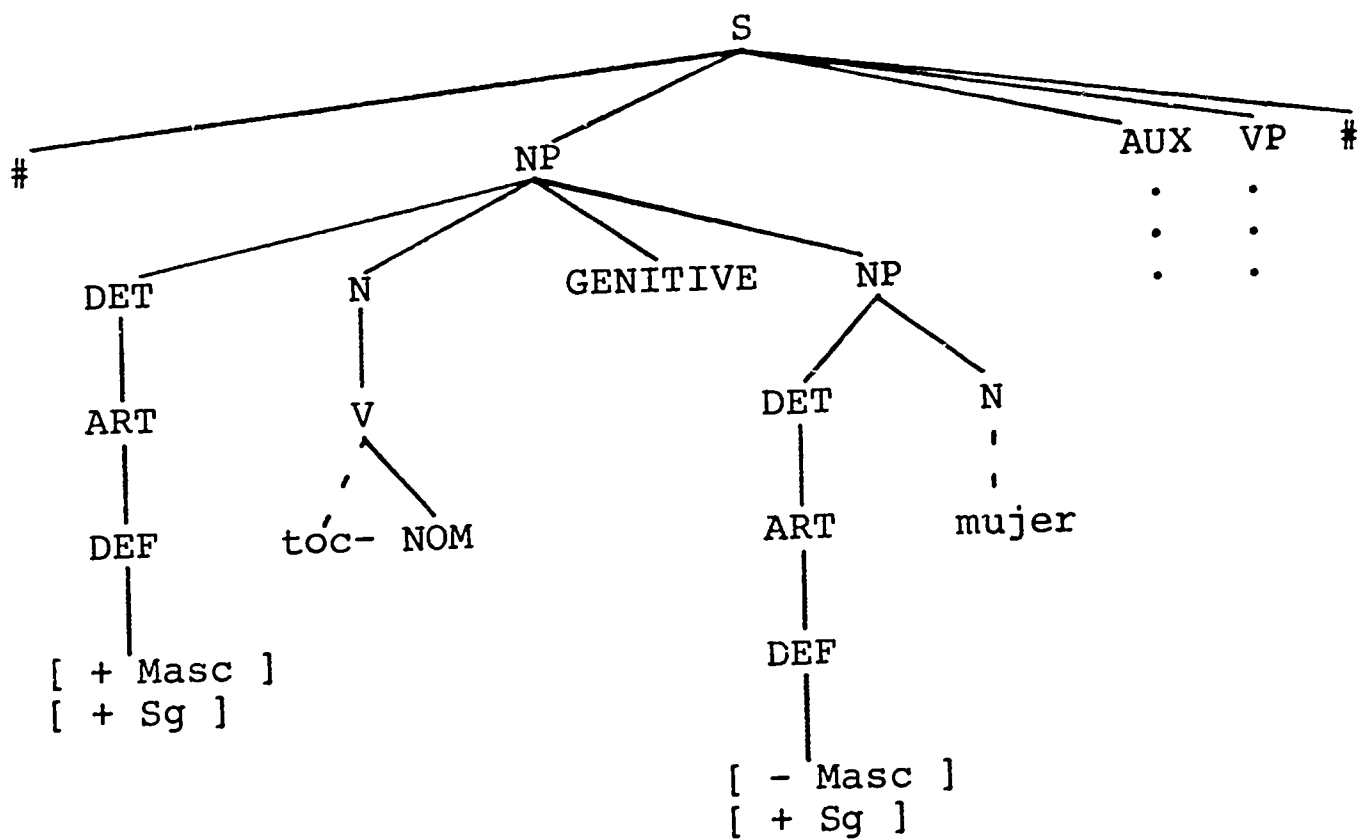 S
# NP AUX VP #
DET N GENITIVE NP
ART V DET N
DEF tóc- NOM ART mujer
[ + Masc ] DEF
[ + Sg ]
[ - Masc ]
[ + Sg ]